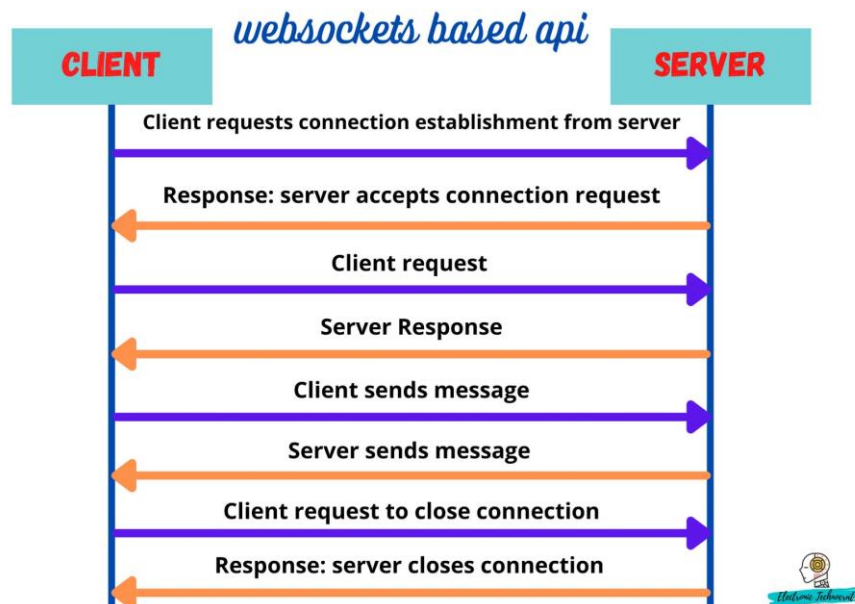 websockets based api
CLIENT
SERVER
Client requests connection establishment from server
Response: server accepts connection request
Client request
Server Response
Client sends message
Server sends message
Client request to close connection
Response: server closes connection
Electronic